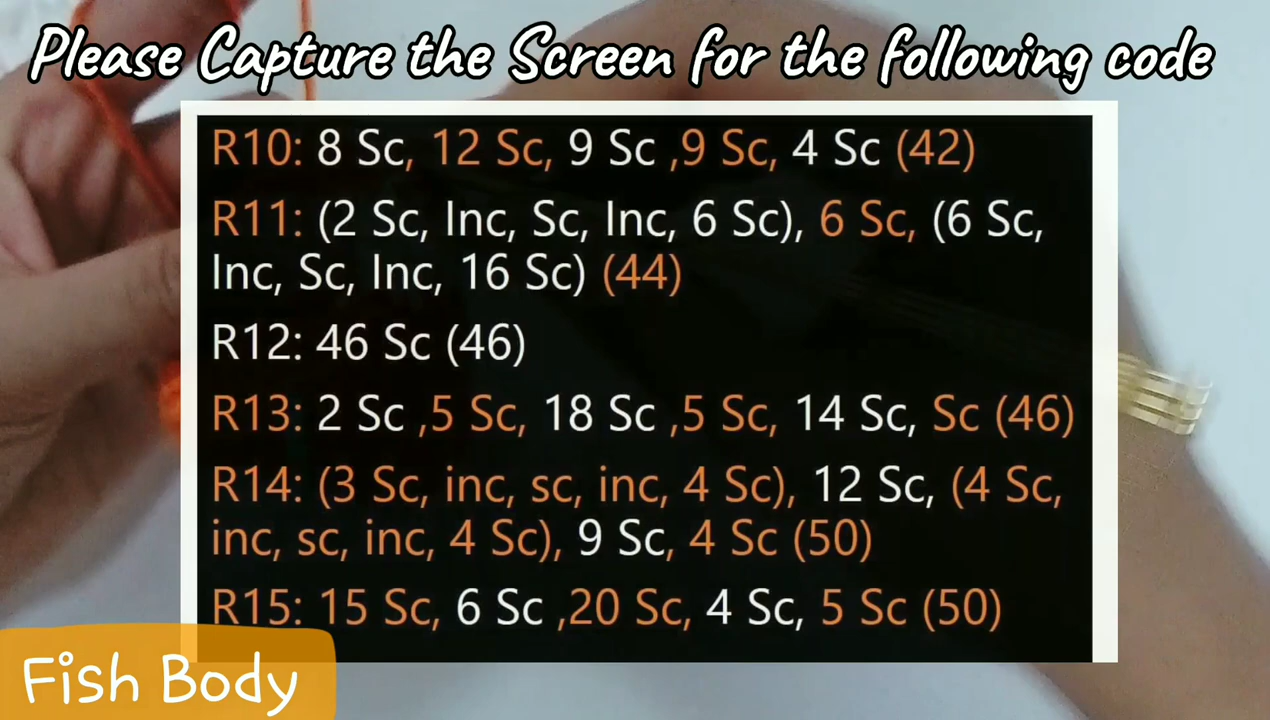 Please Capture the Screen for the following code
R10: 8 Sc, 12 Sc, 9 Sc ,9 Sc, 4 Sc (42)
R11: (2 Sc, Inc, Sc, Inc, 6 Sc), 6 Sc, (6 Sc,
Inc, Sc, Inc, 16 Sc) (44)
R12: 46 Sc (46)
R13: 2 Sc ,5 Sc, 18 Sc ,5 Sc, 14 Sc, Sc (46)
R14: (3 Sc, inc, sc, inc, 4 Sc), 12 Sc, (4 Sc,
inc, sc, inc, 4 Sc), 9 Sc, 4 Sc (50)
R15: 15 Sc, 6 Sc ,20 Sc, 4 Sc, 5 Sc (50)
Fish Body